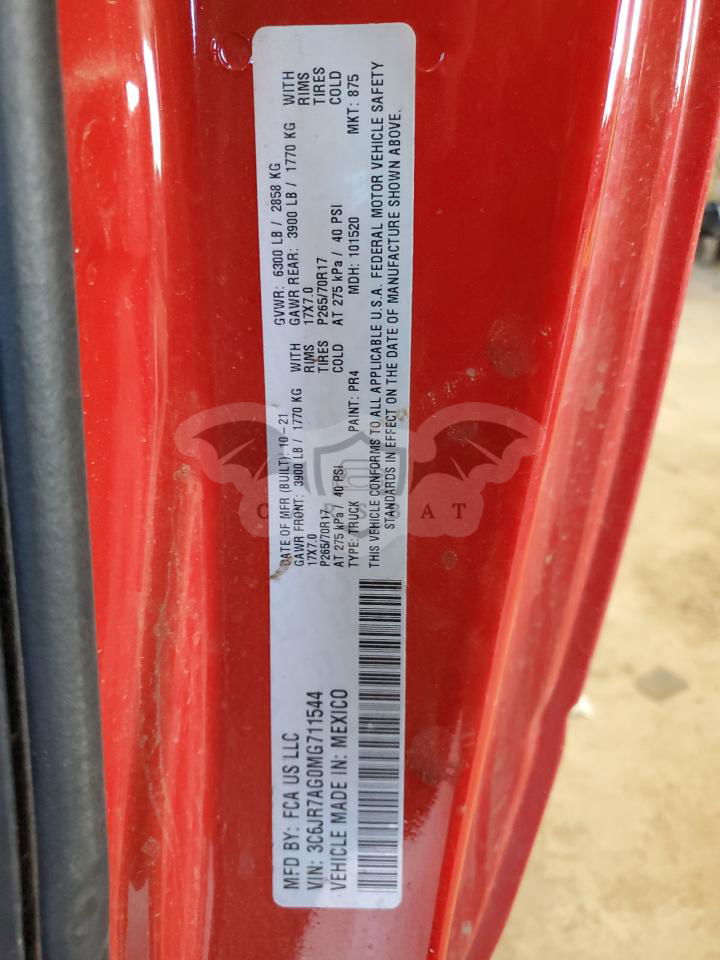 MFD BY: FCA US LLC
VIN: 3C6JR7AG0MG711544
VEHICLE MADE IN: MEXICO
DATE OF MFR (BUILT): 10-21 GVWR: 6300 LB / 2858 KG
GAWR FRONT: 3900 LB / 1770 KG WITH GAWR REAR: 3900 LB / 1770 KG WITH
17X7.0 RIMS 17X7.0 RIMS
P265/70R17 TIRES P265/70R17 TIRES
AT 275 kPa / 40 PSI COLD AT 275 kPa / 40 PSI COLD
TYPE: TRUCK PAINT: PR4 MDH: 101520 MKT: 875
THIS VEHICLE CONFORMS TO ALL APPLICABLE U.S.A. FEDERAL MOTOR VEHICLE SAFETY
STANDARDS IN EFFECT ON THE DATE OF MANUFACTURE SHOWN ABOVE.